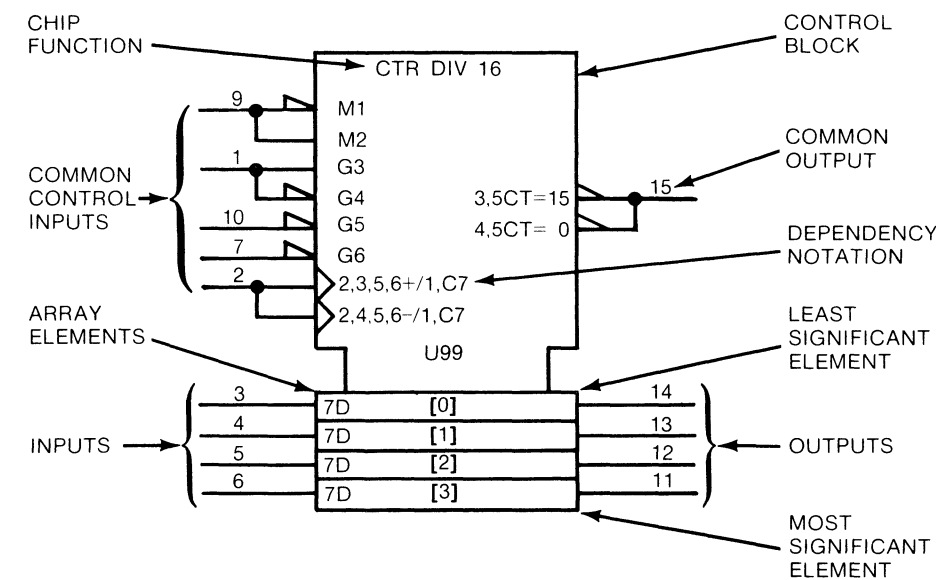 CHIP
FUNCTION
CONTROL
BLOCK
CTR DIV 16
9
M1
M2
COMMON
OUTPUT
1
G3
COMMON
CONTROL
INPUTS
G4
3,5CT=15
15
10
G5
4,5CT= 0
7
G6
DEPENDENCY
NOTATION
2
2,3,5,6+/1,C7
2,4,5,6−/1,C7
ARRAY
ELEMENTS
LEAST
SIGNIFICANT
ELEMENT
U99
3
7D [0]
14
4
7D [1]
13
INPUTS
OUTPUTS
5
7D [2]
12
6
7D [3]
11
MOST
SIGNIFICANT
ELEMENT